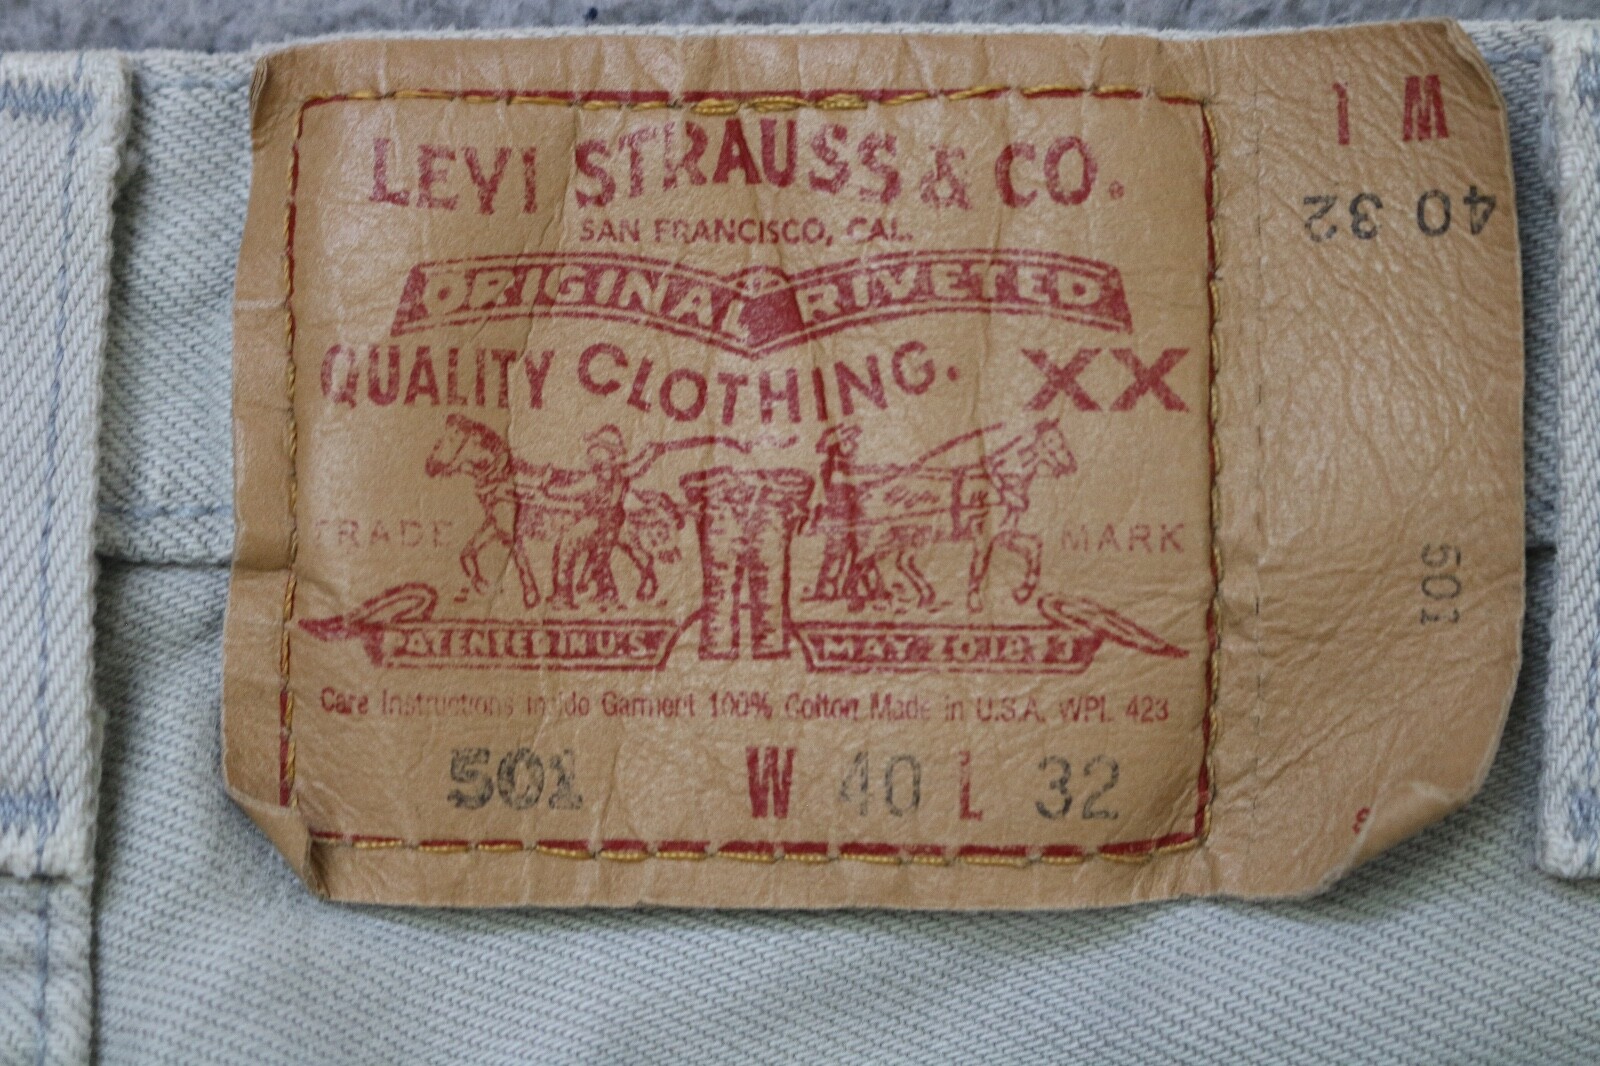 LEVI STRAUSS & CO.
SAN FRANCISCO, CAL.
ORIGINAL RIVETED
QUALITY CLOTHING. XX
TRADE MARK
PATENTED IN U.S. MAY 20 1873
Care Instructions Inside Garment 100% Cotton Made in U.S.A. WPL 423
501 W 40 L 32
W L
40 32
501